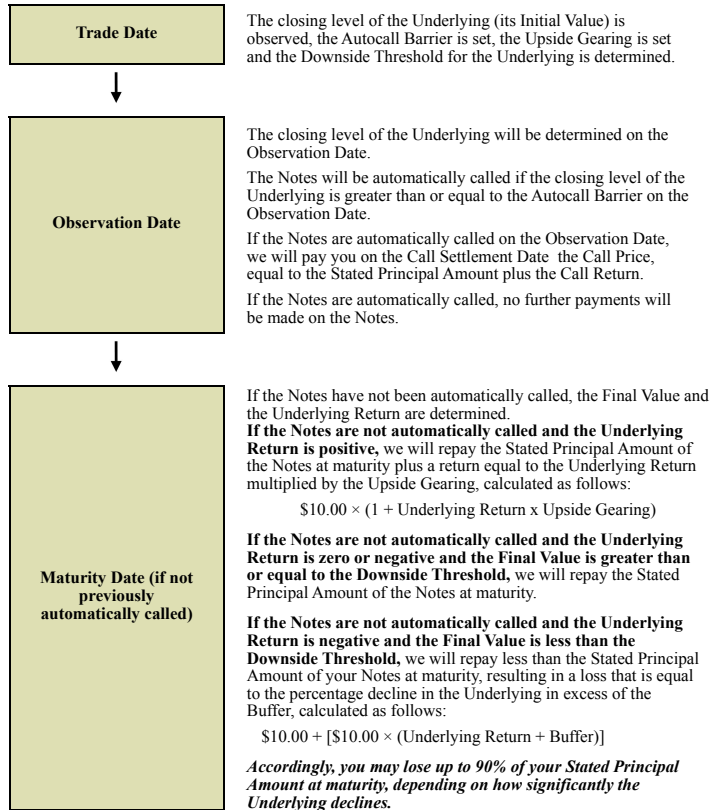 Trade Date
The closing level of the Underlying (its Initial Value) is
observed, the Autocall Barrier is set, the Upside Gearing is set
and the Downside Threshold for the Underlying is determined.
Observation Date
The closing level of the Underlying will be determined on the
Observation Date.
The Notes will be automatically called if the closing level of the
Underlying is greater than or equal to the Autocall Barrier on the
Observation Date.
If the Notes are automatically called on the Observation Date,
we will pay you on the Call Settlement Date the Call Price,
equal to the Stated Principal Amount plus the Call Return.
If the Notes are automatically called, no further payments will
be made on the Notes.
Maturity Date (if not
previously
automatically called)
If the Notes have not been automatically called, the Final Value and
the Underlying Return are determined.
If the Notes are not automatically called and the Underlying
Return is positive, we will repay the Stated Principal Amount of
the Notes at maturity plus a return equal to the Underlying Return
multiplied by the Upside Gearing, calculated as follows:
$10.00 × (1 + Underlying Return x Upside Gearing)
If the Notes are not automatically called and the Underlying
Return is zero or negative and the Final Value is greater than
or equal to the Downside Threshold, we will repay the Stated
Principal Amount of the Notes at maturity.
If the Notes are not automatically called and the Underlying
Return is negative and the Final Value is less than the
Downside Threshold, we will repay less than the Stated Principal
Amount of your Notes at maturity, resulting in a loss that is equal
to the percentage decline in the Underlying in excess of the
Buffer, calculated as follows:
$10.00 + [$10.00 × (Underlying Return + Buffer)]
Accordingly, you may lose up to 90% of your Stated Principal
Amount at maturity, depending on how significantly the
Underlying declines.